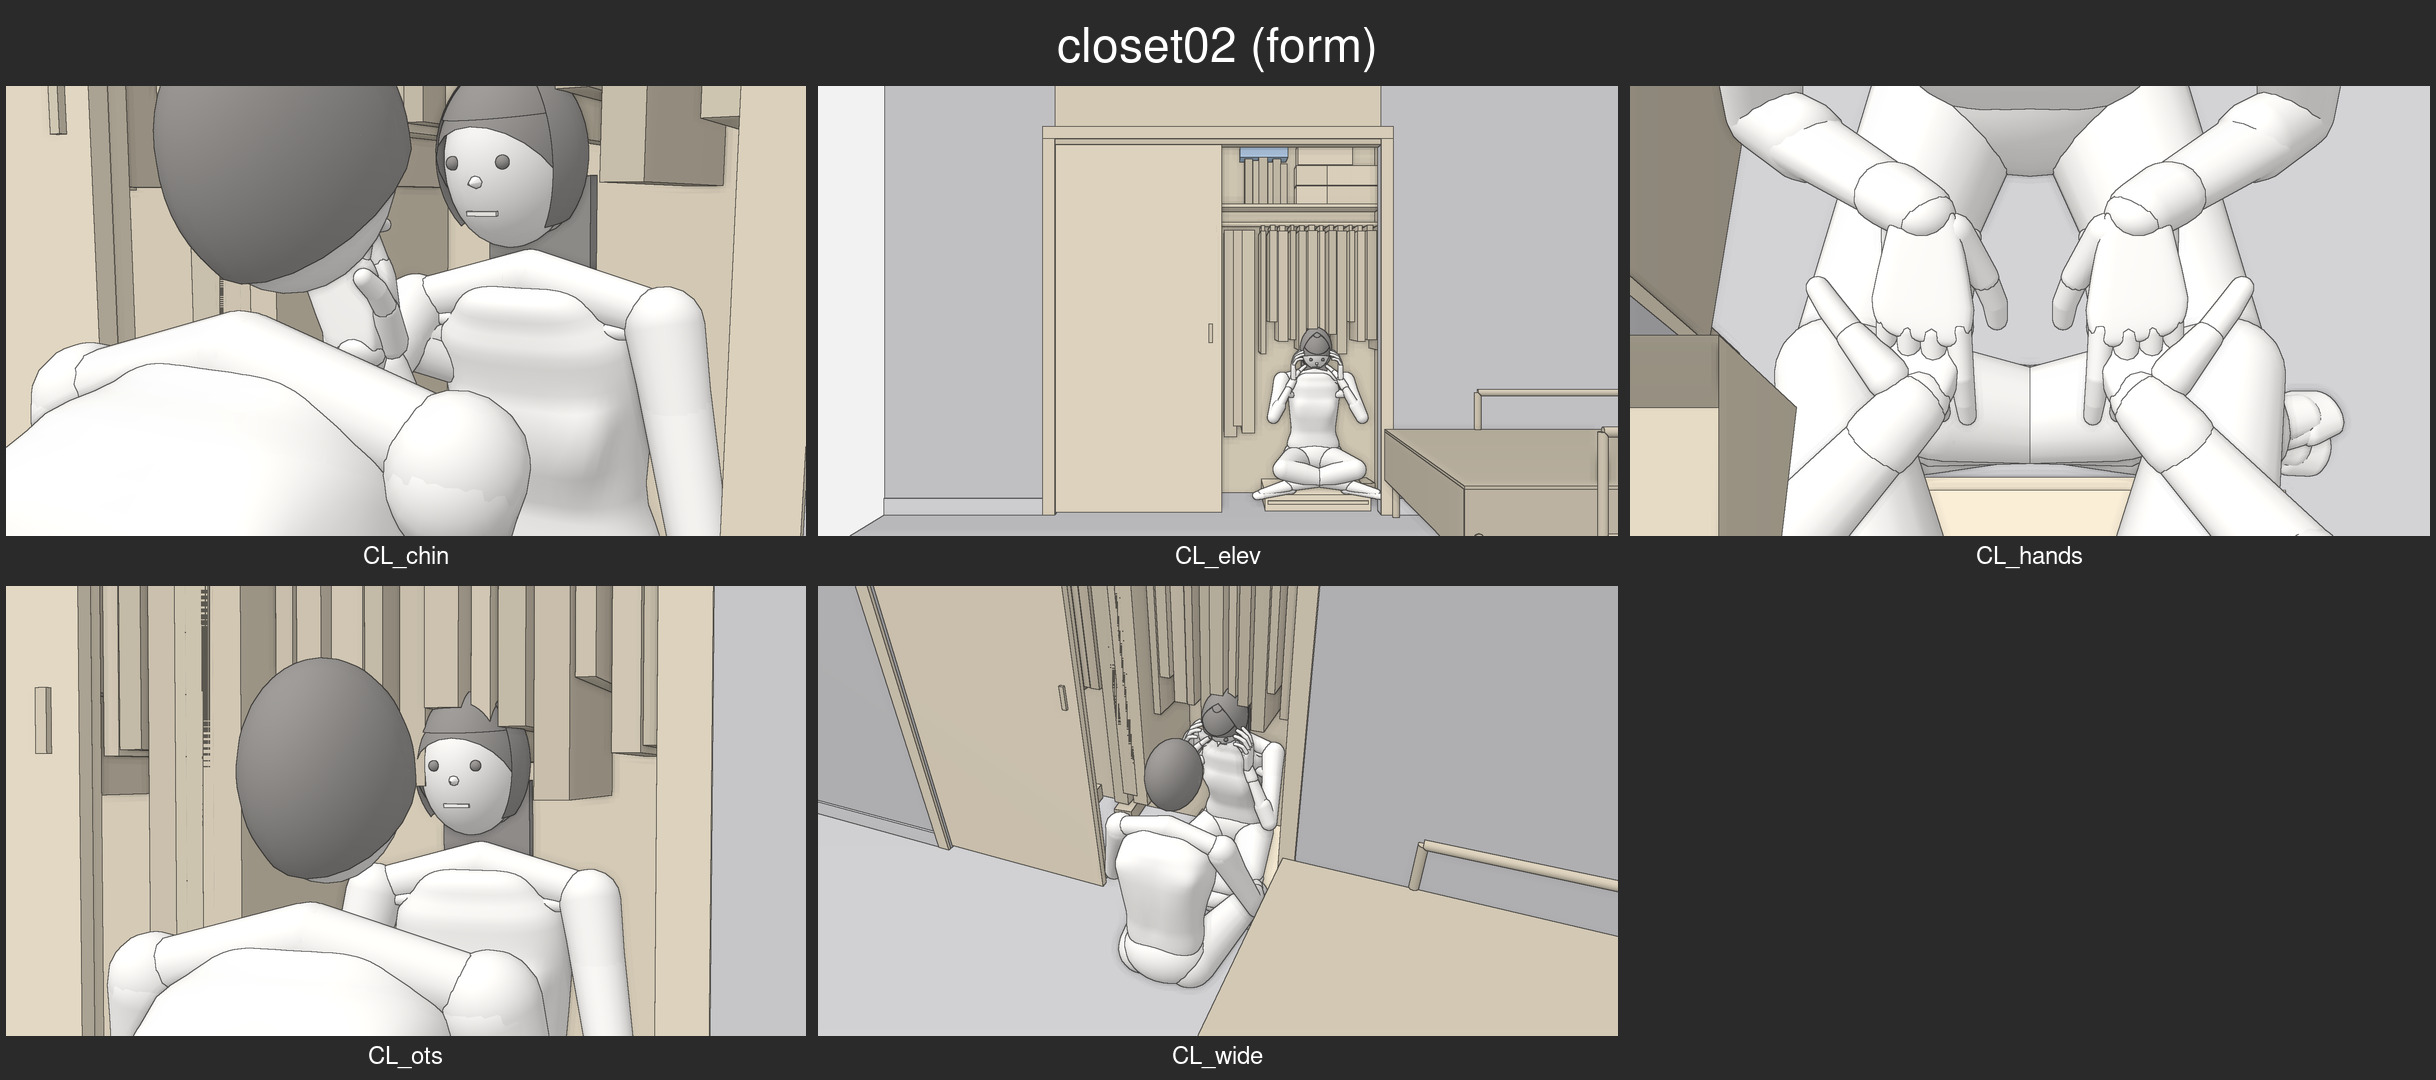 closet02 (form)
CL_chin
CL_elev
CL_hands
CL_ots
CL_wide